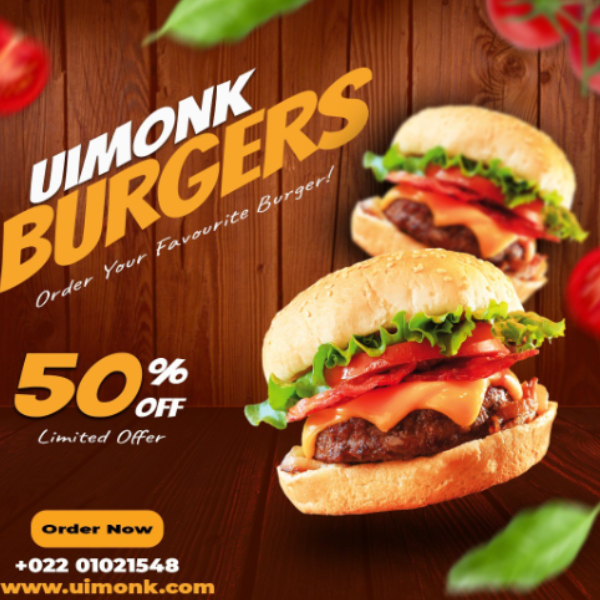 UIMONK
BURGERS
Order Your Favourite Burger!
50%
OFF
Limited Offer
Order Now
+022 01021548
www.uimonk.com